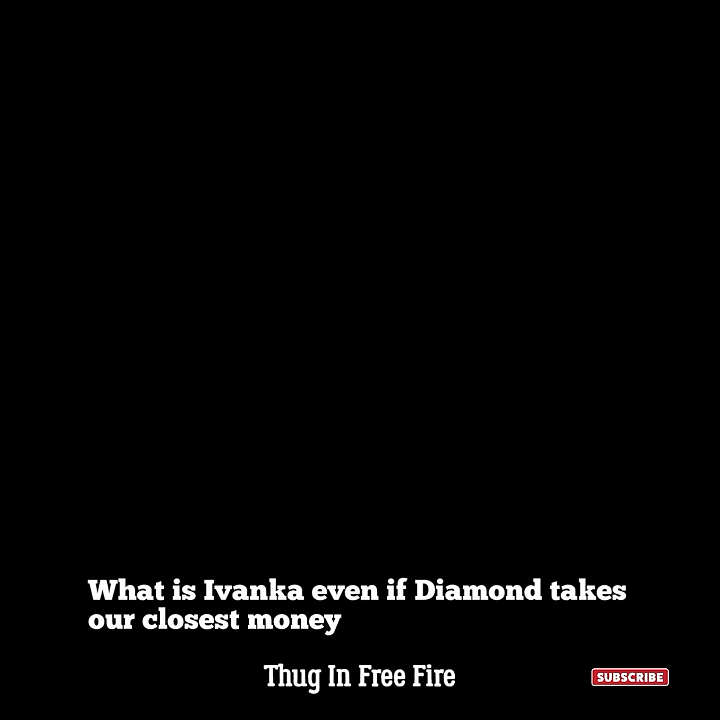 What is Ivanka even if Diamond takes
our closest money
Thug In Free Fire
SUBSCRIBE